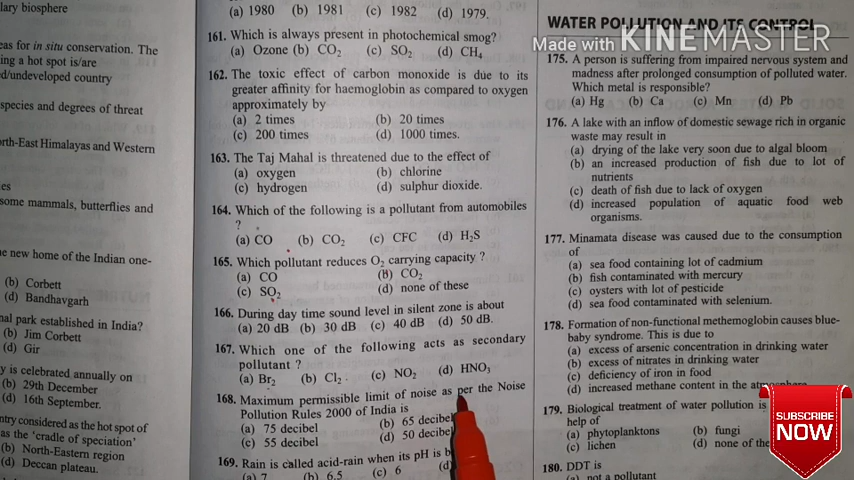 lary biosphere
eas for in situ conservation. The
ing a hot spot is/are
d/undeveloped country
species and degrees of threat
orth-East Himalayas and Western
es
some mammals, butterflies and
e new home of the Indian one-
(b) Corbett
(d) Bandhavgarh
nal park established in India?
(b) Jim Corbett
(d) Gir
y is celebrated annually on
(b) 29th December
(d) 16th September.
ntry considered as the hot spot of
as the 'cradle of speciation'
(b) North-Eastern region
(d) Deccan plateau.
(a) 1980 (b) 1981 (c) 1982 (d) 1979.
161. Which is always present in photochemical smog?
(a) Ozone (b) CO₂ (c) SO₂ (d) CH₄
162. The toxic effect of carbon monoxide is due to its
greater affinity for haemoglobin as compared to oxygen
approximately by
(a) 2 times (b) 20 times
(c) 200 times (d) 1000 times.
163. The Taj Mahal is threatened due to the effect of
(a) oxygen (b) chlorine
(c) hydrogen (d) sulphur dioxide.
164. Which of the following is a pollutant from automobiles
?
(a) CO (b) CO₂ (c) CFC (d) H₂S
165. Which pollutant reduces O₂ carrying capacity ?
(a) CO (b) CO₂
(c) SO₂ (d) none of these
166. During day time sound level in silent zone is about
(a) 20 dB (b) 30 dB (c) 40 dB (d) 50 dB.
167. Which one of the following acts as secondary
pollutant ?
(a) Br₂ (b) Cl₂ (c) NO₂ (d) HNO₃
168. Maximum permissible limit of noise as per the Noise
Pollution Rules 2000 of India is
(a) 75 decibel (b) 65 decibel
(c) 55 decibel (d) 50 decibel
169. Rain is called acid-rain when its pH is b
(a) 7 (b) 6.5 (c) 6 (d)
WATER POLLUTION AND ITS CONTROL
Made with KINEMASTER
175. A person is suffering from impaired nervous system and
madness after prolonged consumption of polluted water.
Which metal is responsible?
(a) Hg (b) Ca (c) Mn (d) Pb
176. A lake with an inflow of domestic sewage rich in organic
waste may result in
(a) drying of the lake very soon due to algal bloom
(b) an increased production of fish due to lot of
nutrients
(c) death of fish due to lack of oxygen
(d) increased population of aquatic food web
organisms.
177. Minamata disease was caused due to the consumption
of
(a) sea food containing lot of cadmium
(b) fish contaminated with mercury
(c) oysters with lot of pesticide
(d) sea food contaminated with selenium.
178. Formation of non-functional methemoglobin causes blue-
baby syndrome. This is due to
(a) excess of arsenic concentration in drinking water
(b) excess of nitrates in drinking water
(c) deficiency of iron in food
(d) increased methane content in the atmosphere
179. Biological treatment of water pollution is
help of
(a) phytoplanktons (b) fungi
(c) lichen (d) none of the
180. DDT is
(a) not a pollutant
SUBSCRIBE
NOW